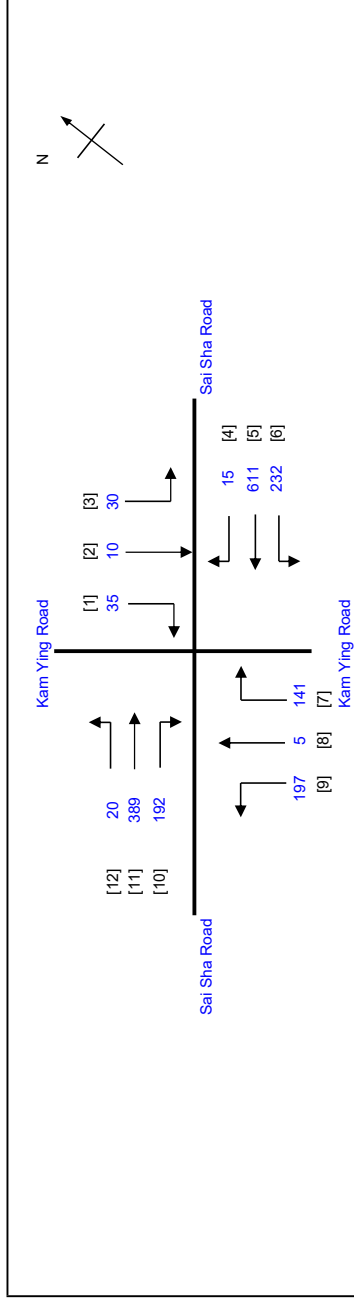 N
Kam Ying Road
[1] [2] [3]
35 10 30
[12] 20
[11] 389
[10] 192
Sai Sha Road
Sai Sha Road
15 [4]
611 [5]
232 [6]
197 5 141
[9] [8] [7]
Kam Ying Road